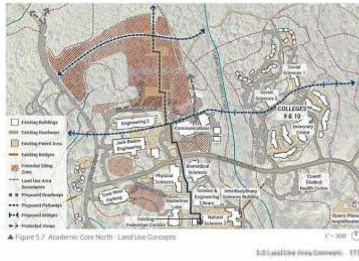 Social
Sciences 1
Social
Sciences 2
COLLEGES
9 & 10
University
Center
Existing Buildings
Existing Roadways
Existing Paved Area
Existing Bridges
Potential Siting
Zone
Land Use Area
Boundaries
Proposed Roadways
Proposed Pathways
Proposed Bridges
Protected Views
Engineering 2
Communications
Jack Baskin
Core West
Parking
Physical
Sciences
Biomedical
Sciences
Science &
Engineering
Library
Interdisciplinary
Sciences Building
Existing
Pedestrian Corridor
Natural
Sciences
Cowell
Student
Health Center
Quarry Plaza
▲ Figure 5.7 Academic Core North - Land Use Concepts
1" = 500'
5.0 Land Use Area Concepts